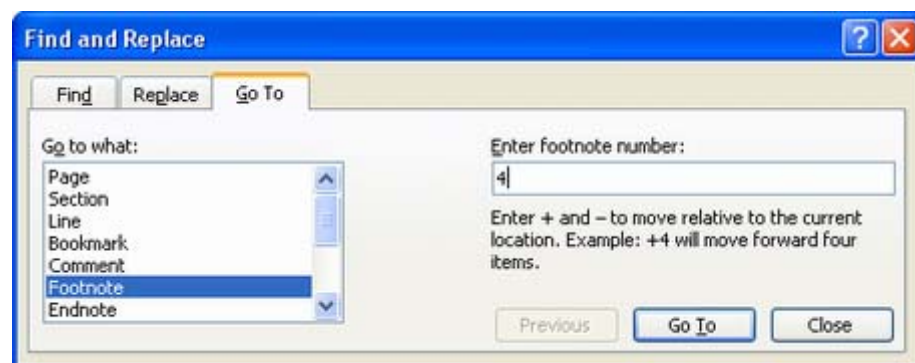 Find and Replace
Find Replace Go To
Go to what:
Page
Section
Line
Bookmark
Comment
Footnote
Endnote
Enter footnote number:
4
Enter + and – to move relative to the current
location. Example: +4 will move forward four
items.
Previous Go To Close